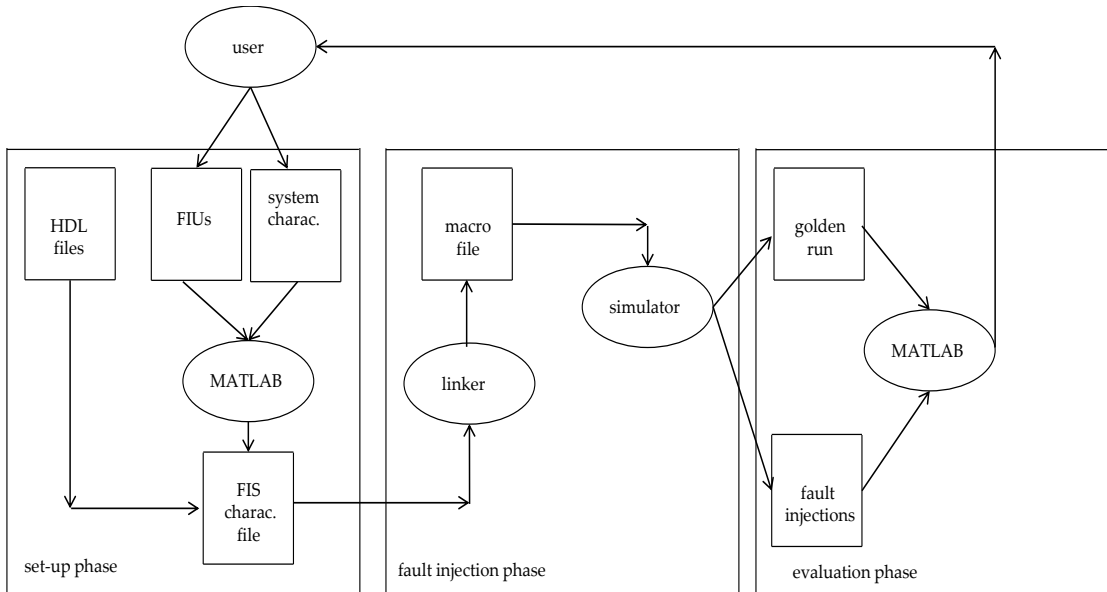 user
HDL
files
FIUs
system
charac.
MATLAB
FIS
charac.
file
set-up phase
macro
file
simulator
linker
fault injection phase
golden
run
MATLAB
fault
injections
evaluation phase